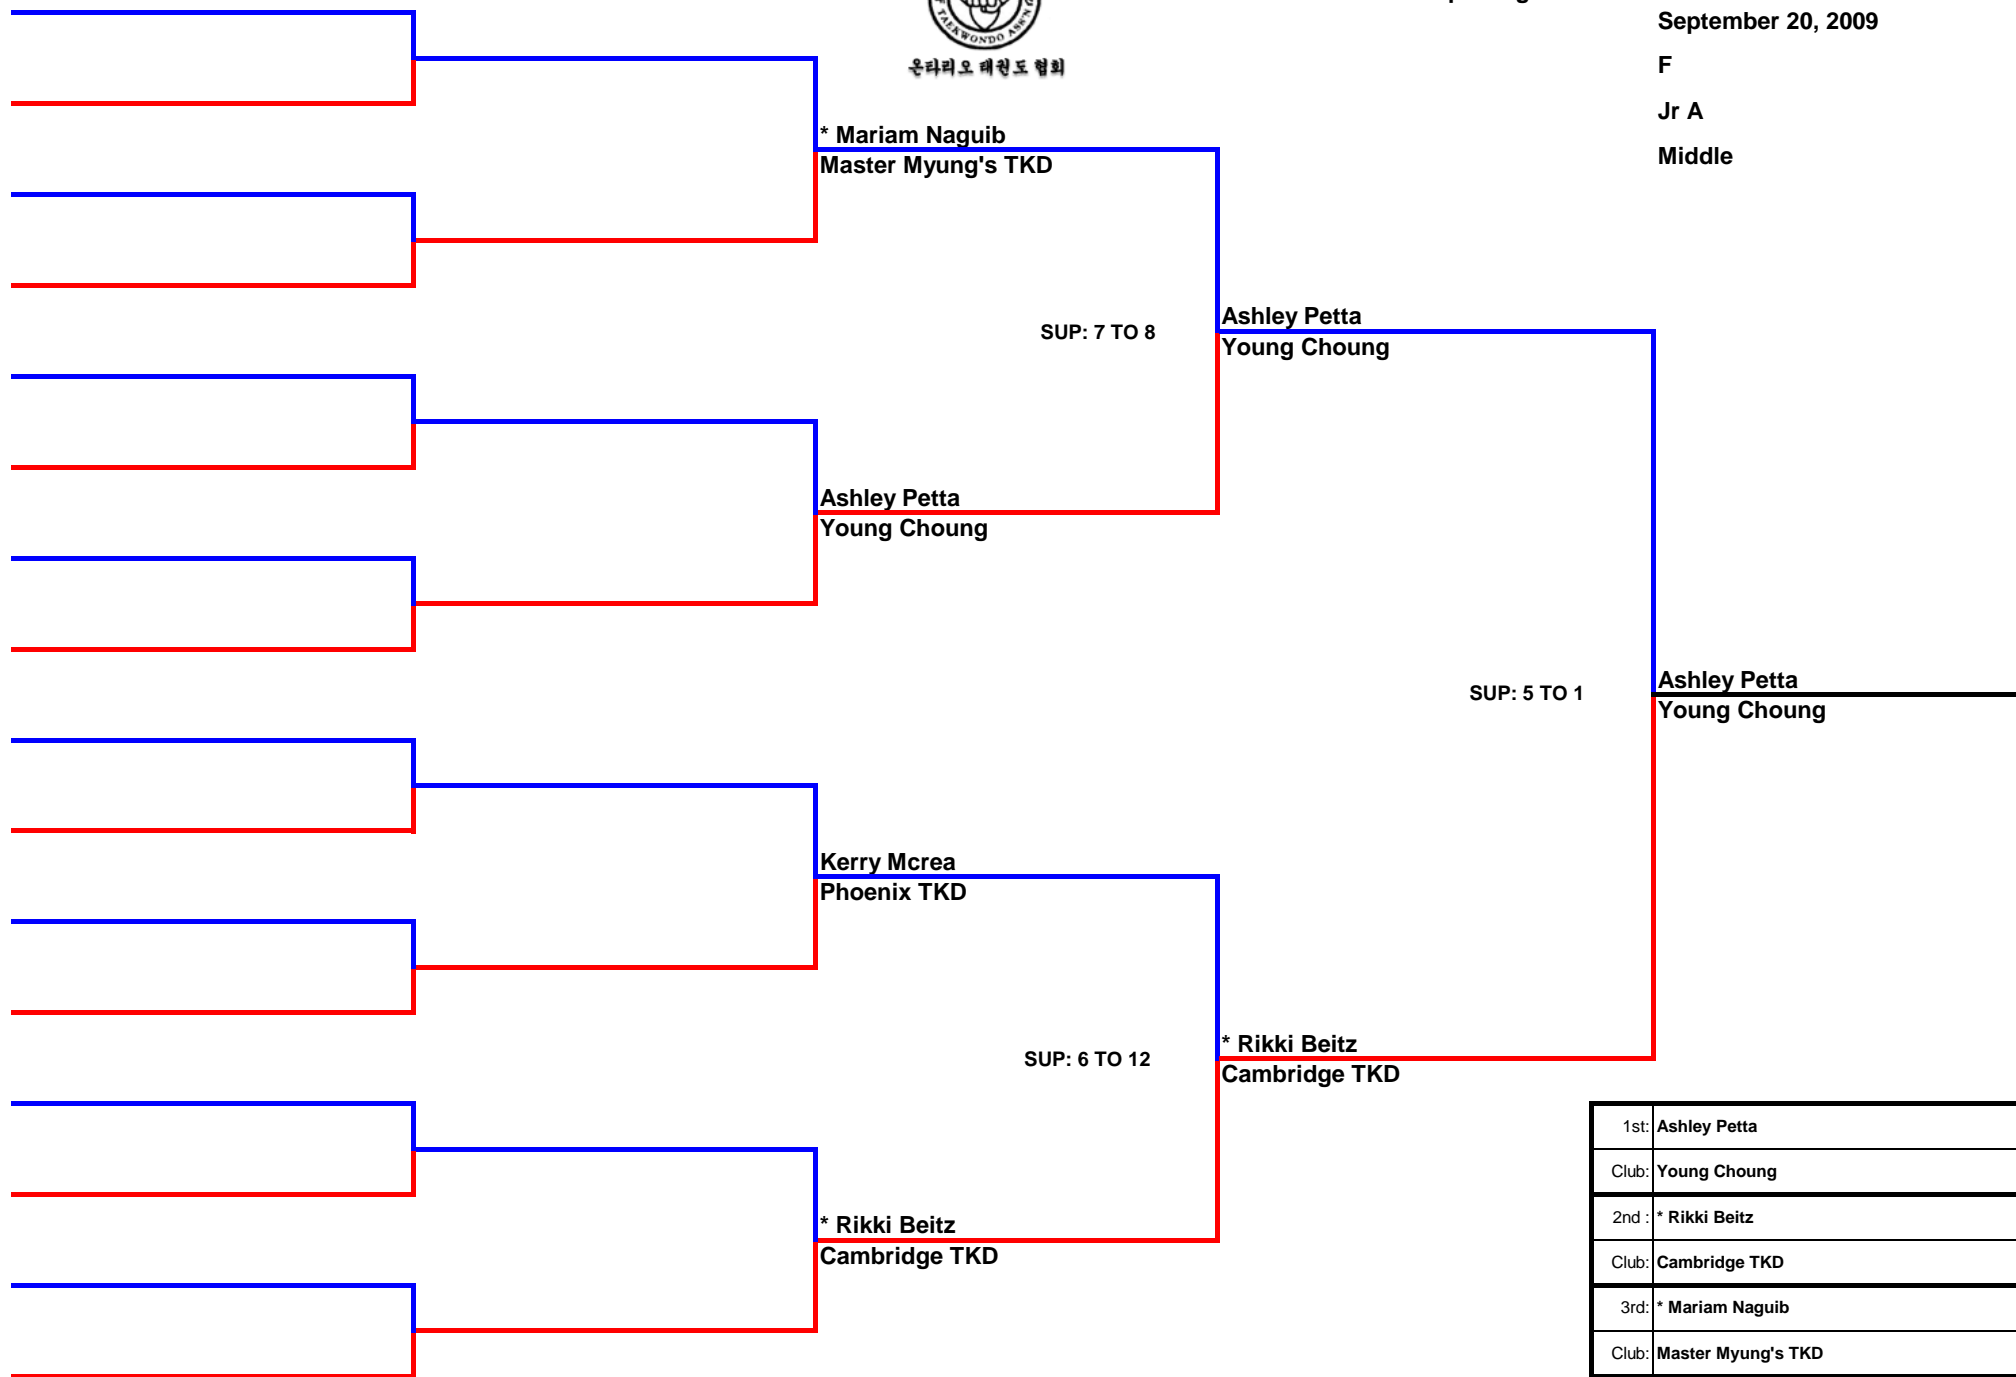 TAEKWONDO ASS'N
온타리오 태권도 협회
September 20, 2009
F
Jr A
Middle
* Mariam Naguib
Master Myung's TKD
SUP: 7 TO 8
Ashley Petta
Young Choung
Ashley Petta
Young Choung
SUP: 5 TO 1
Ashley Petta
Young Choung
Kerry Mcrea
Phoenix TKD
SUP: 6 TO 12
* Rikki Beitz
Cambridge TKD
* Rikki Beitz
Cambridge TKD
1st: Ashley Petta
Club: Young Choung
2nd : * Rikki Beitz
Club: Cambridge TKD
3rd: * Mariam Naguib
Club: Master Myung's TKD